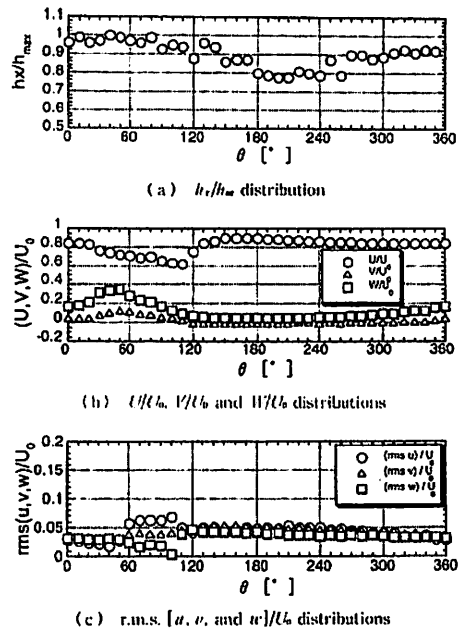 hx/hmax
1
0.9
0.8
0.7
0.6
0.5
0 60 120 180 240 300 360
θ [°]
(a) distribution
(U,V,W)/U0
1
0.8
0.6
0.4
0.2
0
-0.2
U/U0
V/U0
W/U0
0 60 120 180 240 300 360
θ [°]
(b) U/U0, V/U0 and W/U0 distributions
rms(u,v,w)/U0
0.2
0.15
0.1
0.05
0
(rms u)/U0
(rms v)/U0
(rms w)/U0
0 60 120 180 240 300 360
θ [°]
(c) r.m.s. [u, v, and w]/U0 distributions